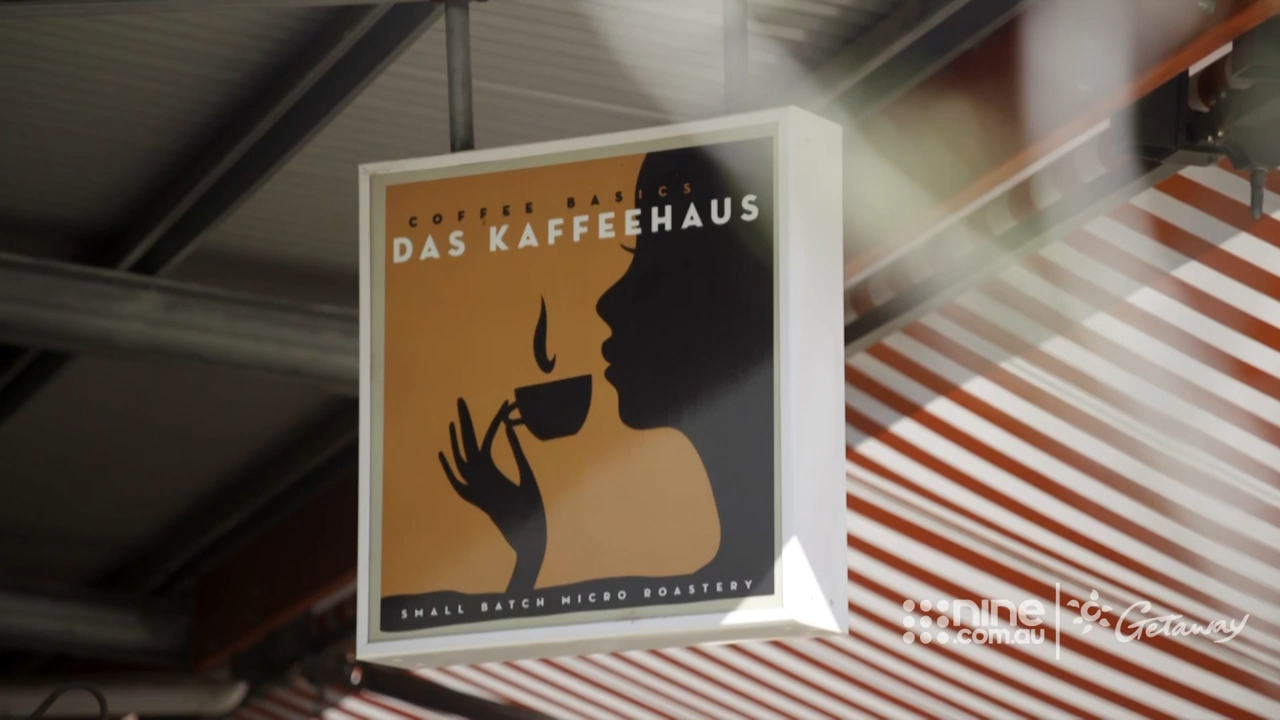 COFFEE BASICS
DAS KAFFEEHAUS
SMALL BATCH MICRO ROASTERY
nine
.com.au
Getaway